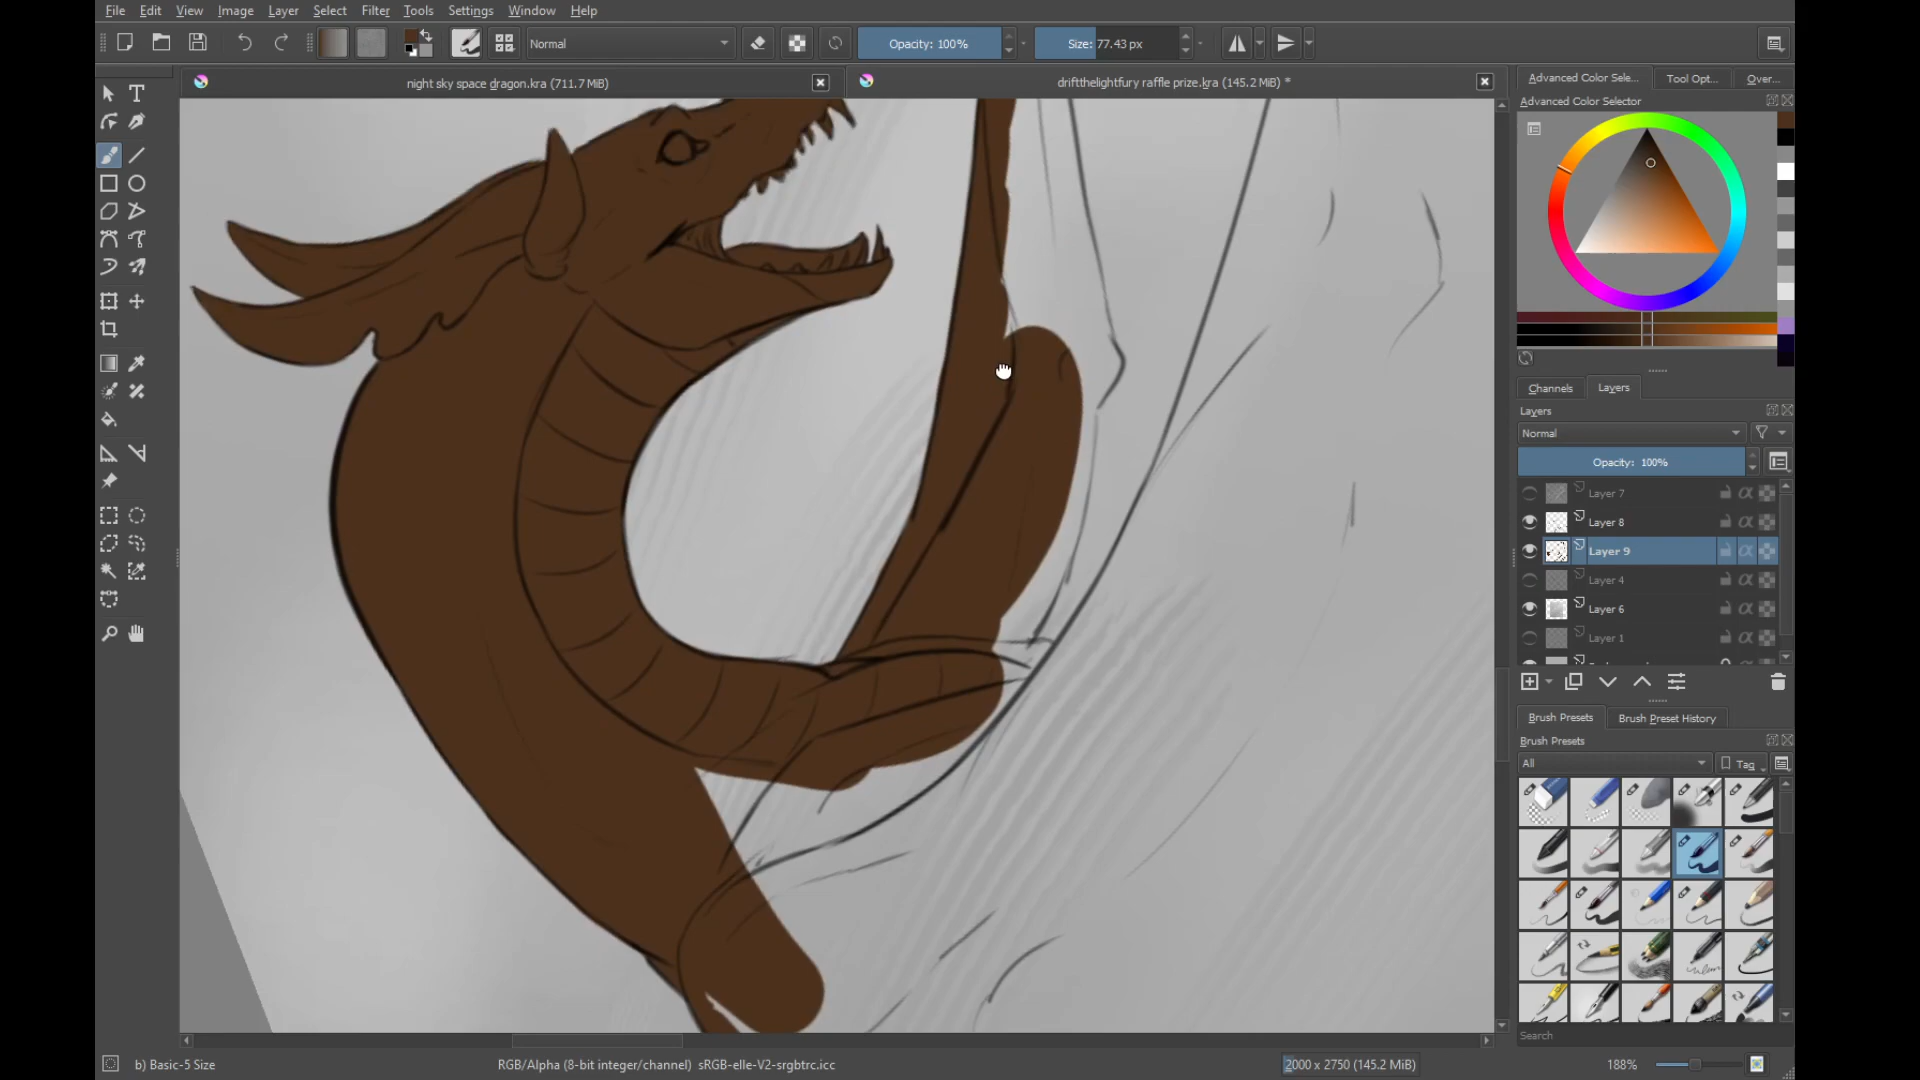 File Edit View Image Layer Select Filter Tools Settings Window Help
Normal Opacity: 100% Size: 77.43 px
night sky space dragon.kra (711.7 MiB)
driftthelightfury raffle prize.kra (145.2 MiB) *
Advanced Color Sele... Tool Opt... Over...
Advanced Color Selector
Channels Layers
Layers
Normal
Opacity: 100%
Layer 7
Layer 8
Layer 9
Layer 4
Layer 6
Layer 1
Brush Presets Brush Preset History
Brush Presets
All Tag
Search
b) Basic-5 Size RGB/Alpha (8-bit integer/channel) sRGB-elle-V2-srgbtrc.icc 2000 x 2750 (145.2 MiB) 188%